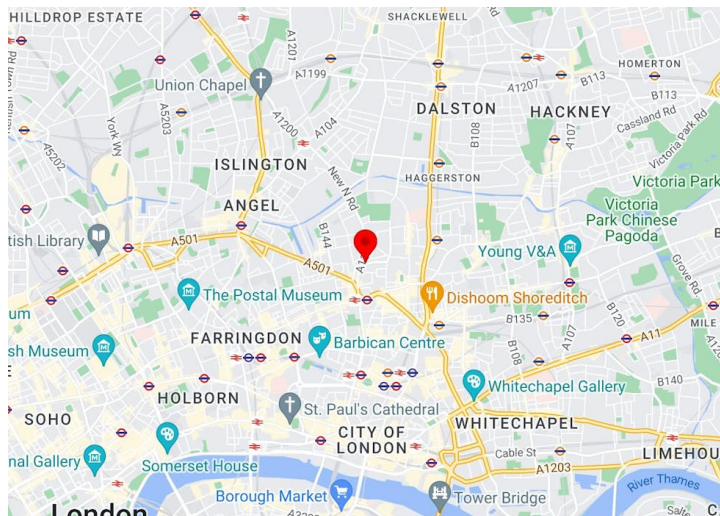 HILLDROP ESTATE
SHACKLEWELL
A1201
A1199
HOMERTON
Union Chapel
A1207
B113
B113
DALSTON
HACKNEY
A5203
A1200
A104
B108
A107
Cassland Rd
Victoria Park Rd
York Wy
A5202
ISLINGTON
New N Rd
HAGGERSTON
Victoria Park
ANGEL
Victoria
Park Chinese
Pagoda
tish Library
A501
B144
A501
Young V&A
Grove Rd
The Postal Museum
Dishoom Shoreditch
um
B135
A107
B120
A11
MILE
FARRINGDON
Barbican Centre
sh Museum
B108
B140
HOLBORN
Whitechapel Gallery
SOHO
St. Paul's Cathedral
WHITECHAPEL
CITY OF
LONDON
nal Gallery
Somerset House
Cable St
A1203
LIMEHOU
Borough Market
Tower Bridge
River Thames
London